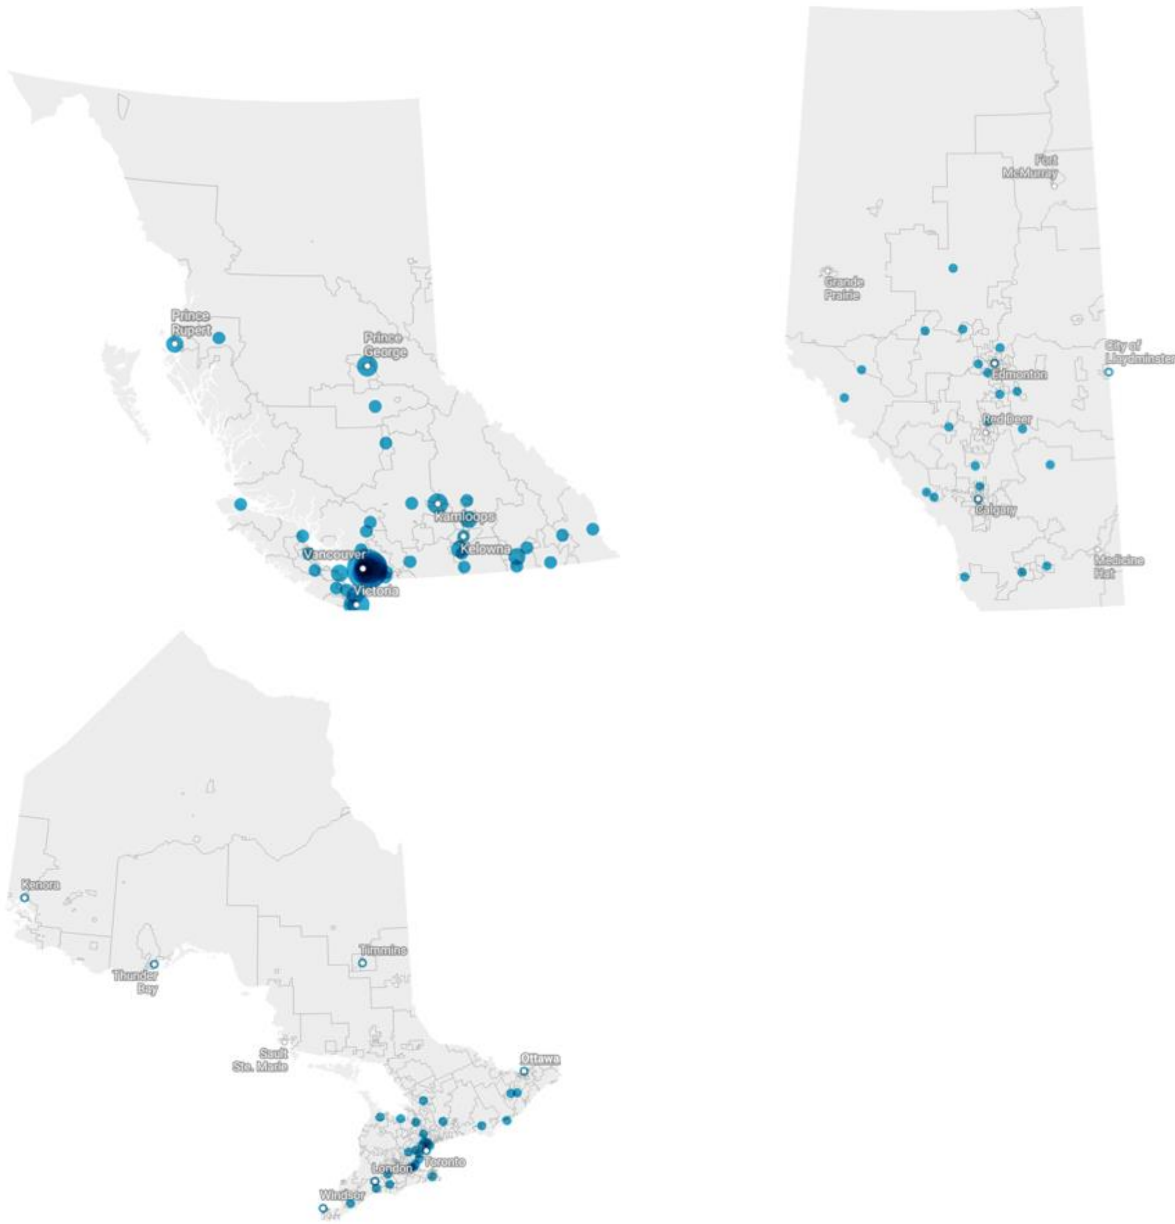 Prince
Rupert
Prince
George
Kamloops
Kelowna
Vancouver
Victoria
Fort
McMurray
Grande
Prairie
City of
Lloydminster
Edmonton
Red Deer
Calgary
Medicine
Hat
Kenora
Thunder
Bay
Timmins
Sault
Ste. Marie
Ottawa
Toronto
London
Windsor